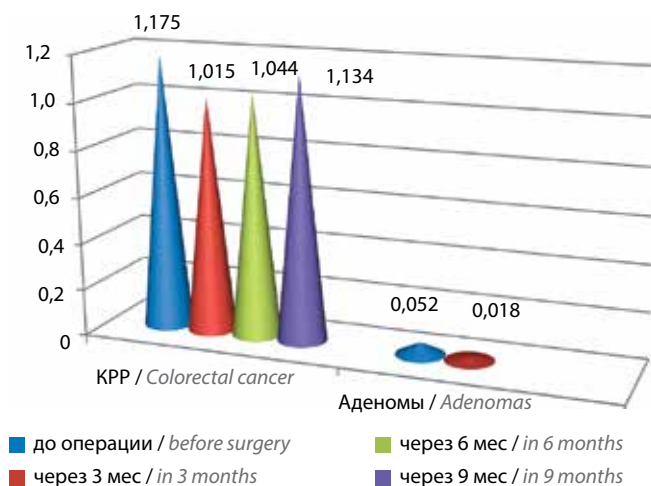 1,175
1,2
1,015
1,044
1,134
1,0
0,8
0,6
0,4
0,2
0,052
0,018
0
КРР / Colorectal cancer
Аденомы / Adenomas
до операции / before surgery
через 6 мес / in 6 months
через 3 мес / in 3 months
через 9 мес / in 9 months